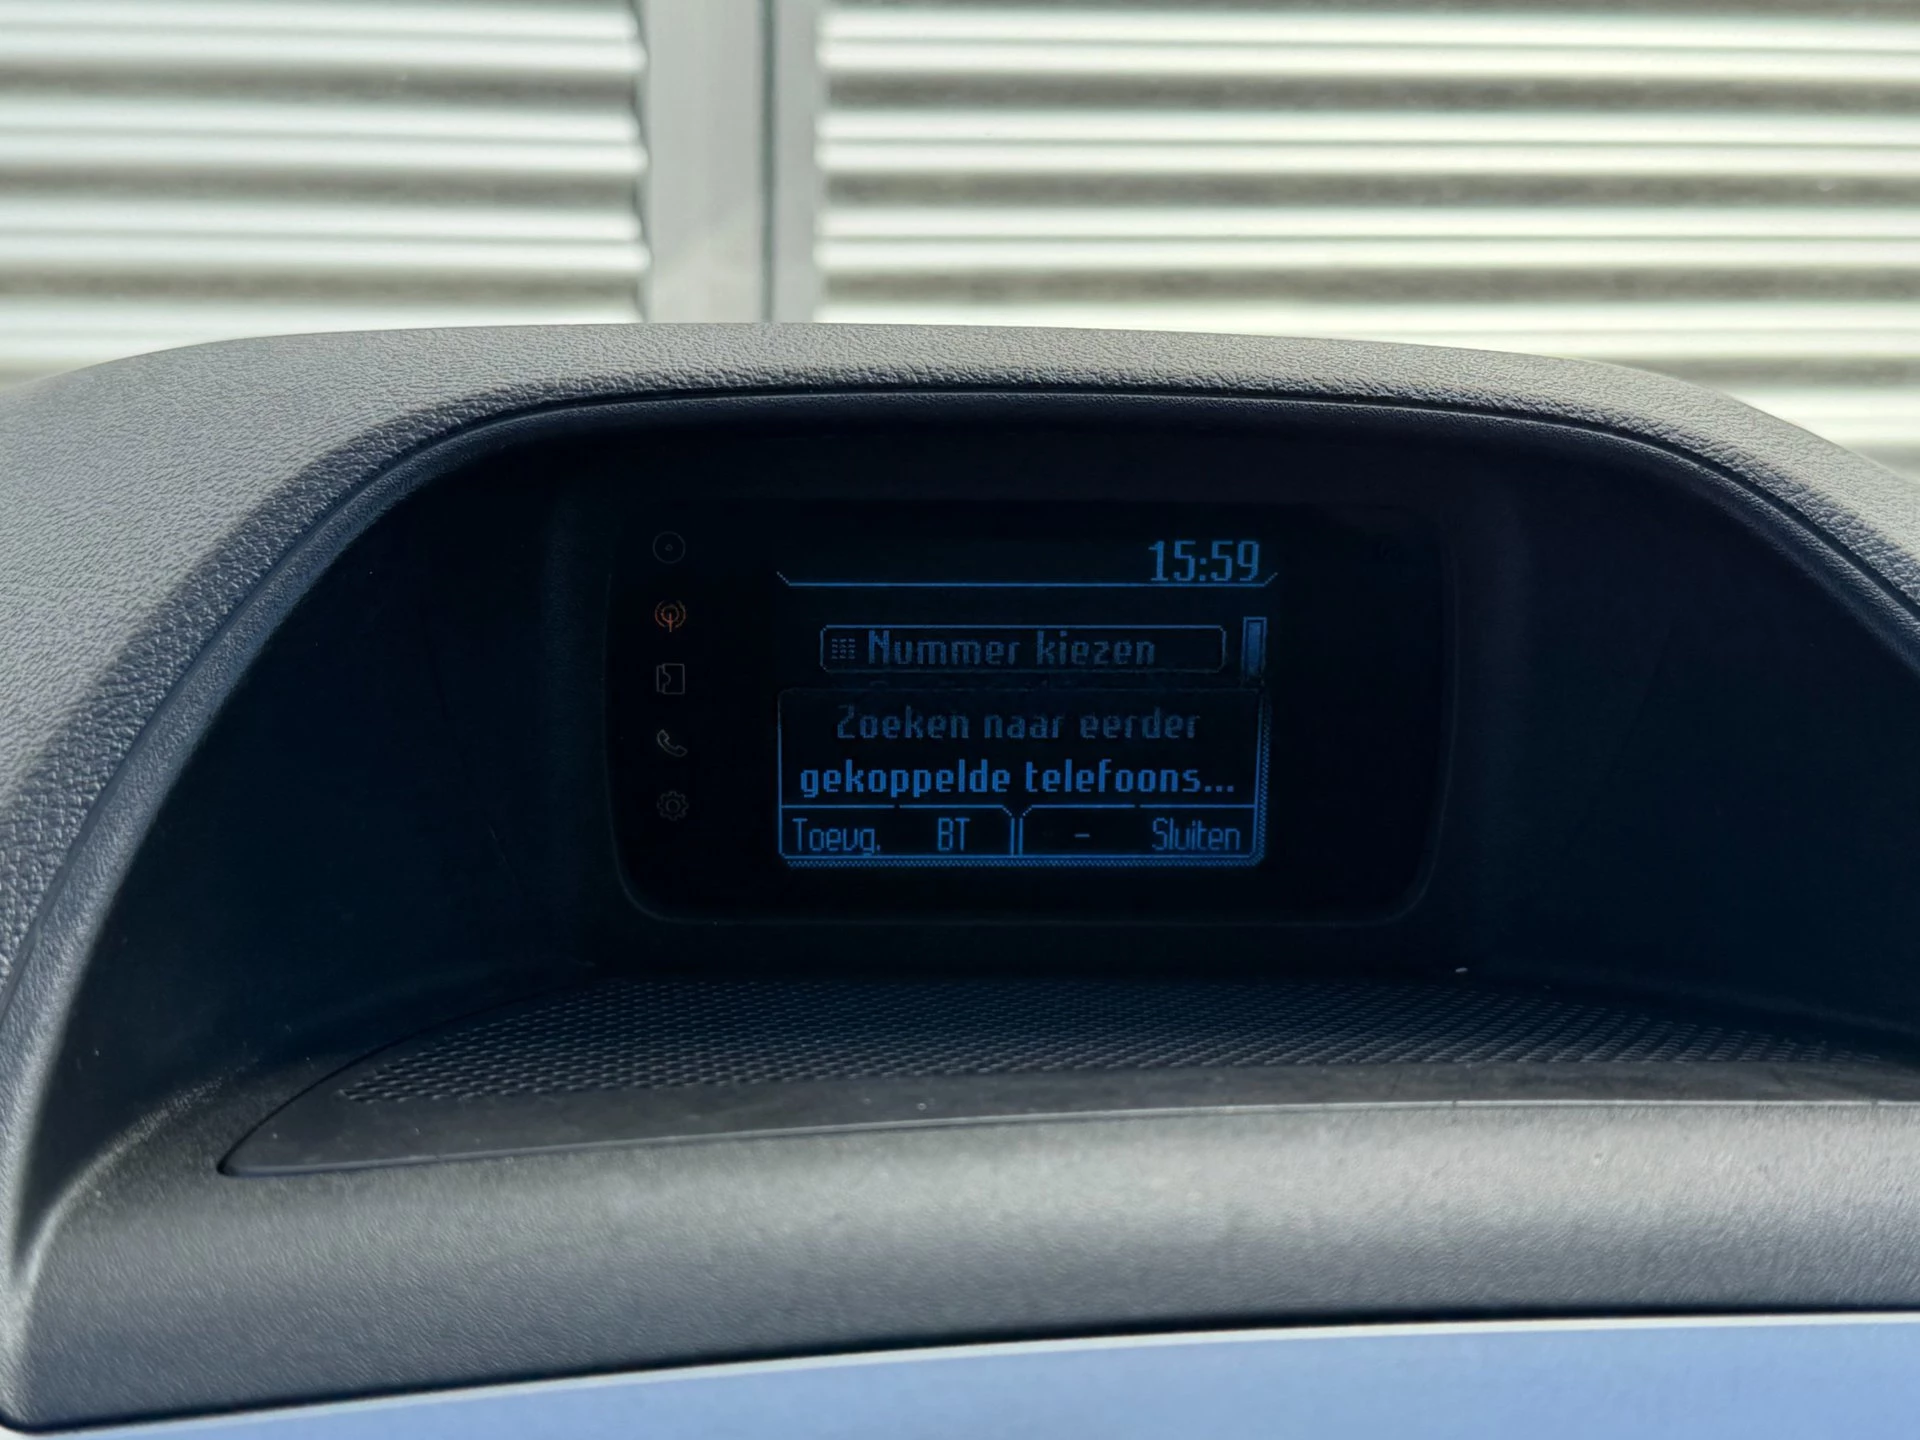 15:59
Nummer kiezen
Zoeken naar eerder
gekoppelde telefoons...
Toevg. BT - Sluiten